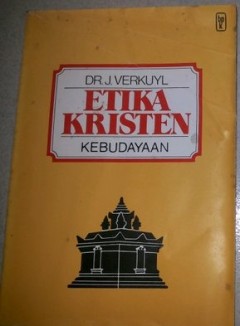 DR. J. VERKUYL
ETIKA
KRISTEN
KEBUDAYAAN